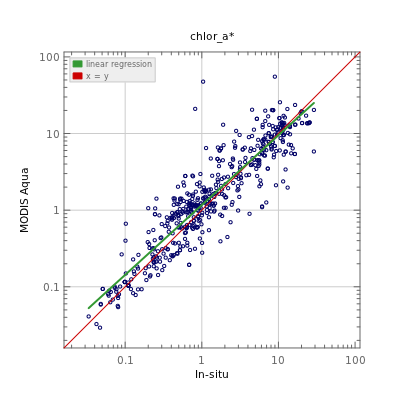 chlor_a*
100
linear regression
x = y
10
MODIS Aqua
1
0.1
0.1 1 10 100
In-situ